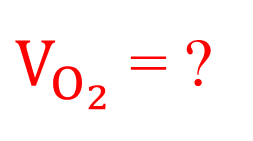 V_{O_2} = ?